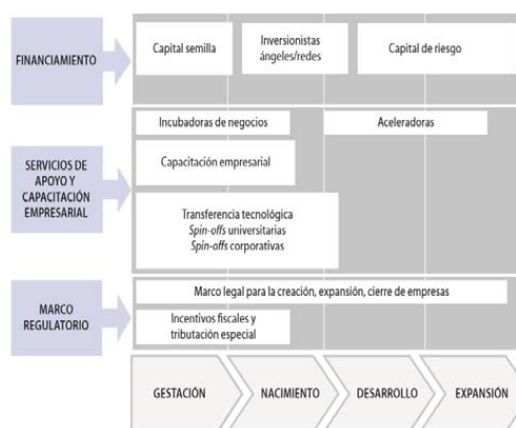 FINANCIAMIENTO
Capital semilla
Inversionistas
ángeles/redes
Capital de riesgo
SERVICIOS DE
APOYO Y
CAPACITACIÓN
EMPRESARIAL
Incubadoras de negocios
Aceleradoras
Capacitación empresarial
Transferencia tecnológica
Spin-offs universitarias
Spin-offs corporativas
MARCO
REGULATORIO
Marco legal para la creación, expansión, cierre de empresas
Incentivos fiscales y
tributación especial
GESTACIÓN
NACIMIENTO
DESARROLLO
EXPANSIÓN